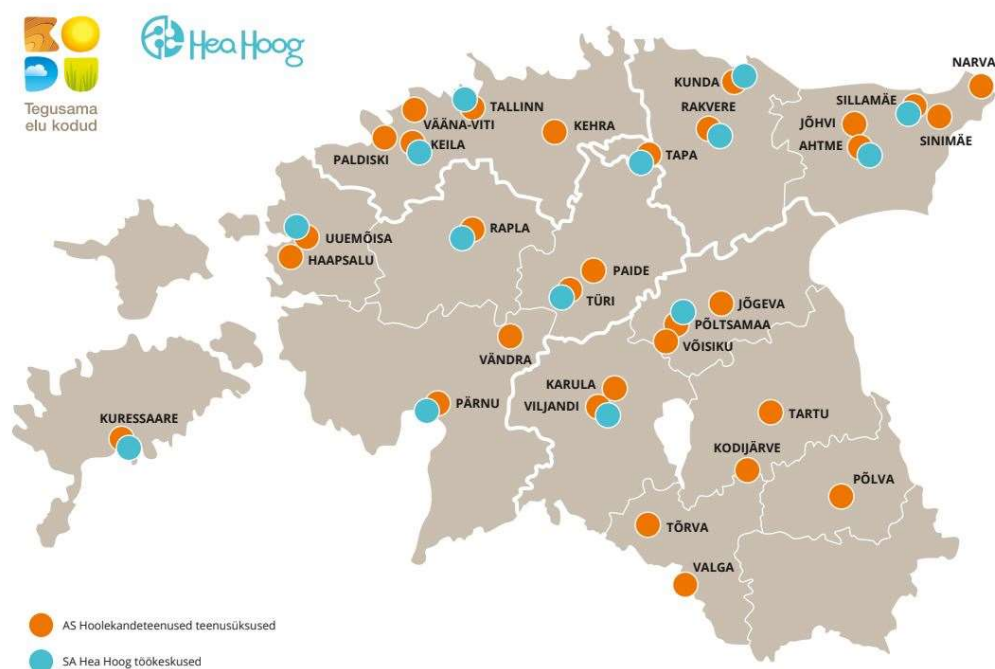 KODU
Tegusama
elu kodud
Hea Hoog
NARVA
KUNDA
SILLAMÄE
TALLINN
RAKVERE
JÕHVI
VÄÄNA-VITI
KEHRA
SINIMÄE
KEILA
AHTME
PALDISKI
TAPA
RAPLA
UUEMÕISA
HAAPSALU
PAIDE
TÜRI
JÕGEVA
PÕLTSAMAA
VÕISIKU
VÄNDRA
KARULA
PÄRNU
VILJANDI
TARTU
KURESSAARE
KODIJÄRVE
PÕLVA
TÕRVA
VALGA
AS Hoolekandeteenused teenusüksused
SA Hea Hoog töökeskused